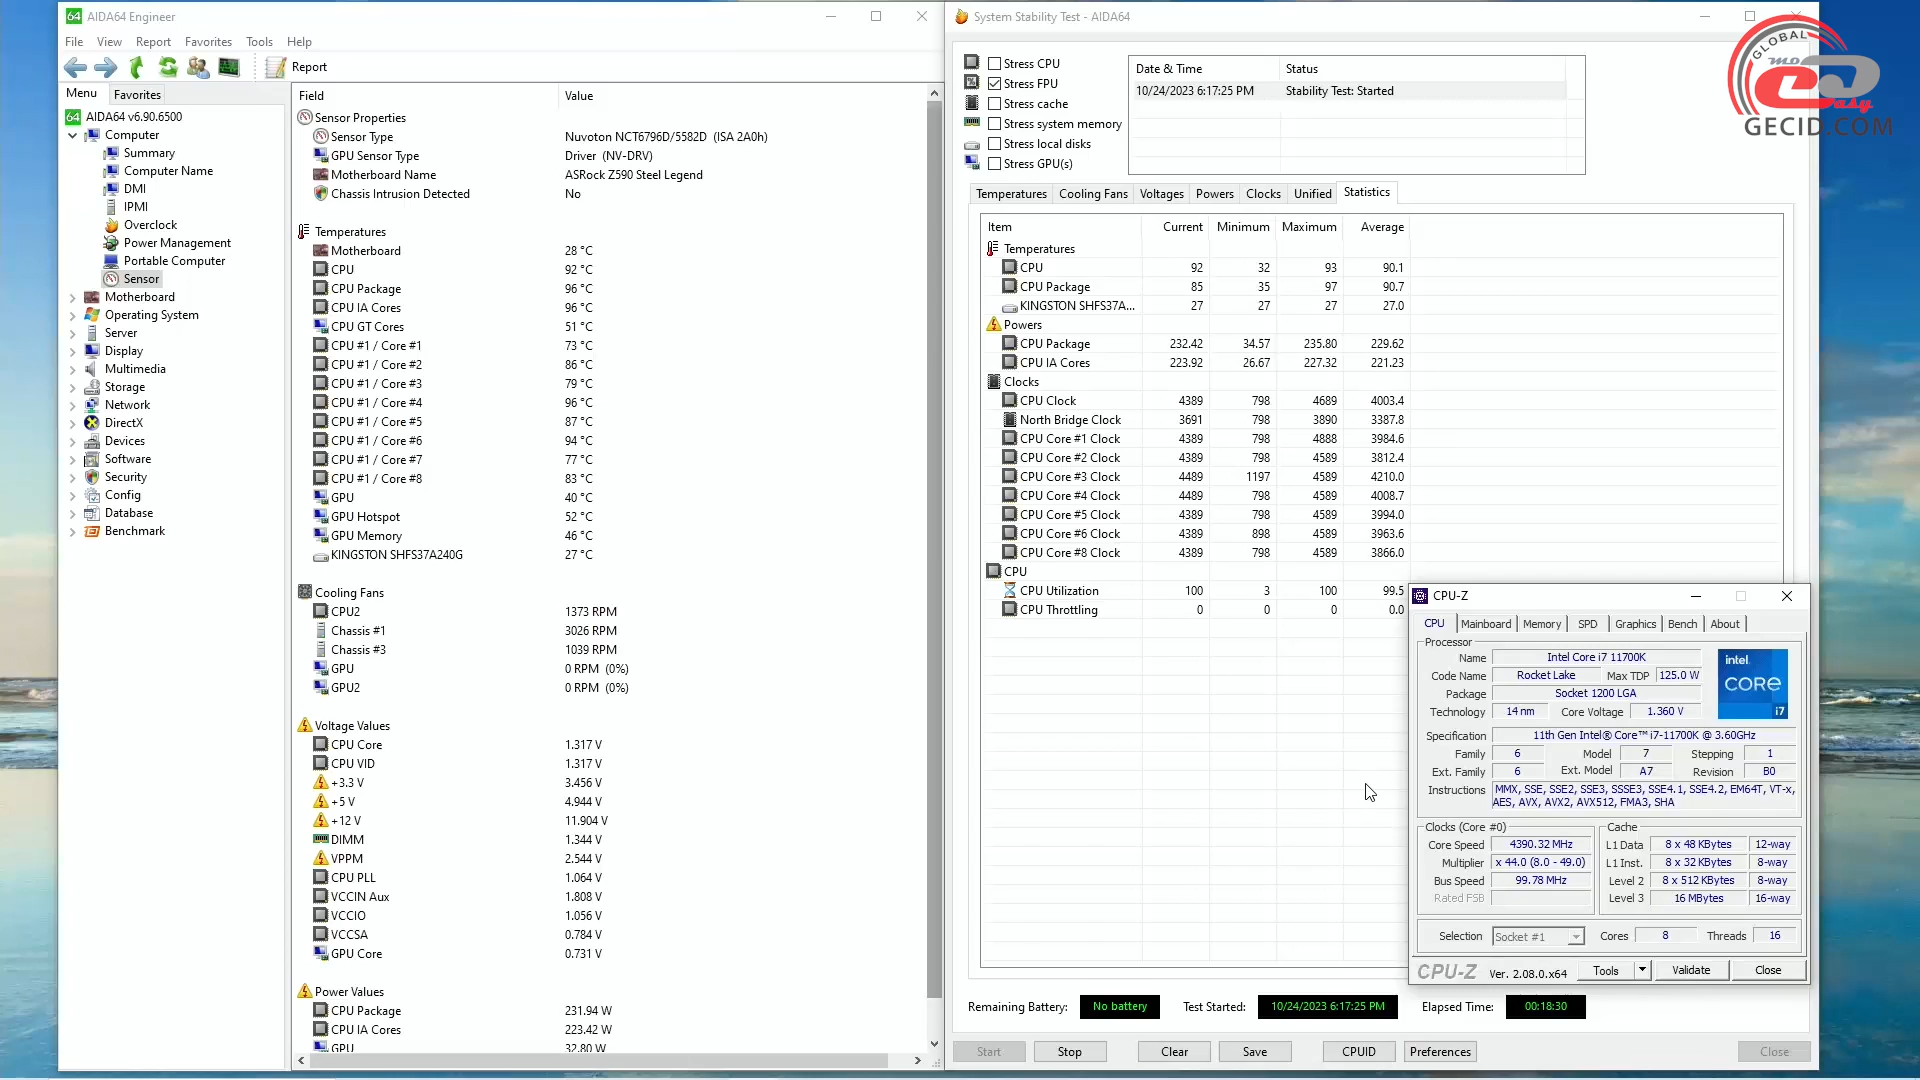 AIDA64 Engineer
File View Report Favorites Tools Help
Report
Menu Favorites
AIDA64 v6.90.6500
Computer
Summary
Computer Name
DMI
IPMI
Overclock
Power Management
Portable Computer
Sensor
Motherboard
Operating System
Server
Display
Multimedia
Storage
Network
DirectX
Devices
Software
Security
Config
Database
Benchmark
Field Value
Sensor Properties
Sensor Type Nuvoton NCT6796D/5582D (ISA 2A0h)
GPU Sensor Type Driver (NV-DRV)
Motherboard Name ASRock Z590 Steel Legend
Chassis Intrusion Detected No
Temperatures
Motherboard 28 °C
CPU 92 °C
CPU Package 96 °C
CPU IA Cores 96 °C
CPU GT Cores 51 °C
CPU #1 / Core #1 73 °C
CPU #1 / Core #2 86 °C
CPU #1 / Core #3 79 °C
CPU #1 / Core #4 96 °C
CPU #1 / Core #5 87 °C
CPU #1 / Core #6 94 °C
CPU #1 / Core #7 77 °C
CPU #1 / Core #8 83 °C
GPU 40 °C
GPU Hotspot 52 °C
GPU Memory 46 °C
KINGSTON SHFS37A240G 27 °C
Cooling Fans
CPU2 1373 RPM
Chassis #1 3026 RPM
Chassis #3 1039 RPM
GPU 0 RPM (0%)
GPU2 0 RPM (0%)
Voltage Values
CPU Core 1.317 V
CPU VID 1.317 V
+3.3 V 3.456 V
+5 V 4.944 V
+12 V 11.904 V
DIMM 1.344 V
VPPM 2.544 V
CPU PLL 1.064 V
VCCIN Aux 1.808 V
VCCIO 1.056 V
VCCSA 0.784 V
GPU Core 0.731 V
Power Values
CPU Package 231.94 W
CPU IA Cores 223.42 W
GPU 32.80 W
System Stability Test - AIDA64
Stress CPU
Stress FPU
Stress cache
Stress system memory
Stress local disks
Stress GPU(s)
Date & Time Status
10/24/2023 6:17:25 PM Stability Test: Started
Temperatures Cooling Fans Voltages Powers Clocks Unified Statistics
Item Current Minimum Maximum Average
Temperatures
CPU 92 32 93 90.1
CPU Package 85 35 97 90.7
KINGSTON SHFS37A... 27 27 27 27.0
Powers
CPU Package 232.42 34.57 235.80 229.62
CPU IA Cores 223.92 26.67 227.32 221.23
Clocks
CPU Clock 4389 798 4689 4003.4
North Bridge Clock 3691 798 3890 3387.8
CPU Core #1 Clock 4389 798 4888 3984.6
CPU Core #2 Clock 4389 798 4589 3812.4
CPU Core #3 Clock 4489 1197 4589 4210.0
CPU Core #4 Clock 4489 798 4589 4008.7
CPU Core #5 Clock 4389 798 4589 3994.0
CPU Core #6 Clock 4389 898 4589 3963.6
CPU Core #8 Clock 4389 798 4589 3866.0
CPU
CPU Utilization 100 3 100 99.5
CPU Throttling 0 0 0 0.0
Remaining Battery: No battery Test Started: 10/24/2023 6:17:25 PM Elapsed Time: 00:18:30
Start Stop Clear Save CPUID Preferences Close
CPU-Z
CPU Mainboard Memory SPD Graphics Bench About
Processor
Name Intel Core i7 11700K
Code Name Rocket Lake Max TDP 125.0 W
Package Socket 1200 LGA
Technology 14 nm Core Voltage 1.360 V
intel
CORE
i7
Specification 11th Gen Intel® Core™ i7-11700K @ 3.60GHz
Family 6 Model 7 Stepping 1
Ext. Family 6 Ext. Model A7 Revision B0
Instructions MMX, SSE, SSE2, SSE3, SSSE3, SSE4.1, SSE4.2, EM64T, VT-x,
AES, AVX, AVX2, AVX512, FMA3, SHA
Clocks (Core #0)
Core Speed 4390.32 MHz
Multiplier x 44.0 (8.0 - 49.0)
Bus Speed 99.78 MHz
Rated FSB
Cache
L1 Data 8 x 48 KBytes 12-way
L1 Inst. 8 x 32 KBytes 8-way
Level 2 8 x 512 KBytes 8-way
Level 3 16 MBytes 16-way
Selection Socket #1 Cores 8 Threads 16
CPU-Z Ver. 2.08.0.x64 Tools Validate Close
GLOBAL
mo
easy
GECID.COM